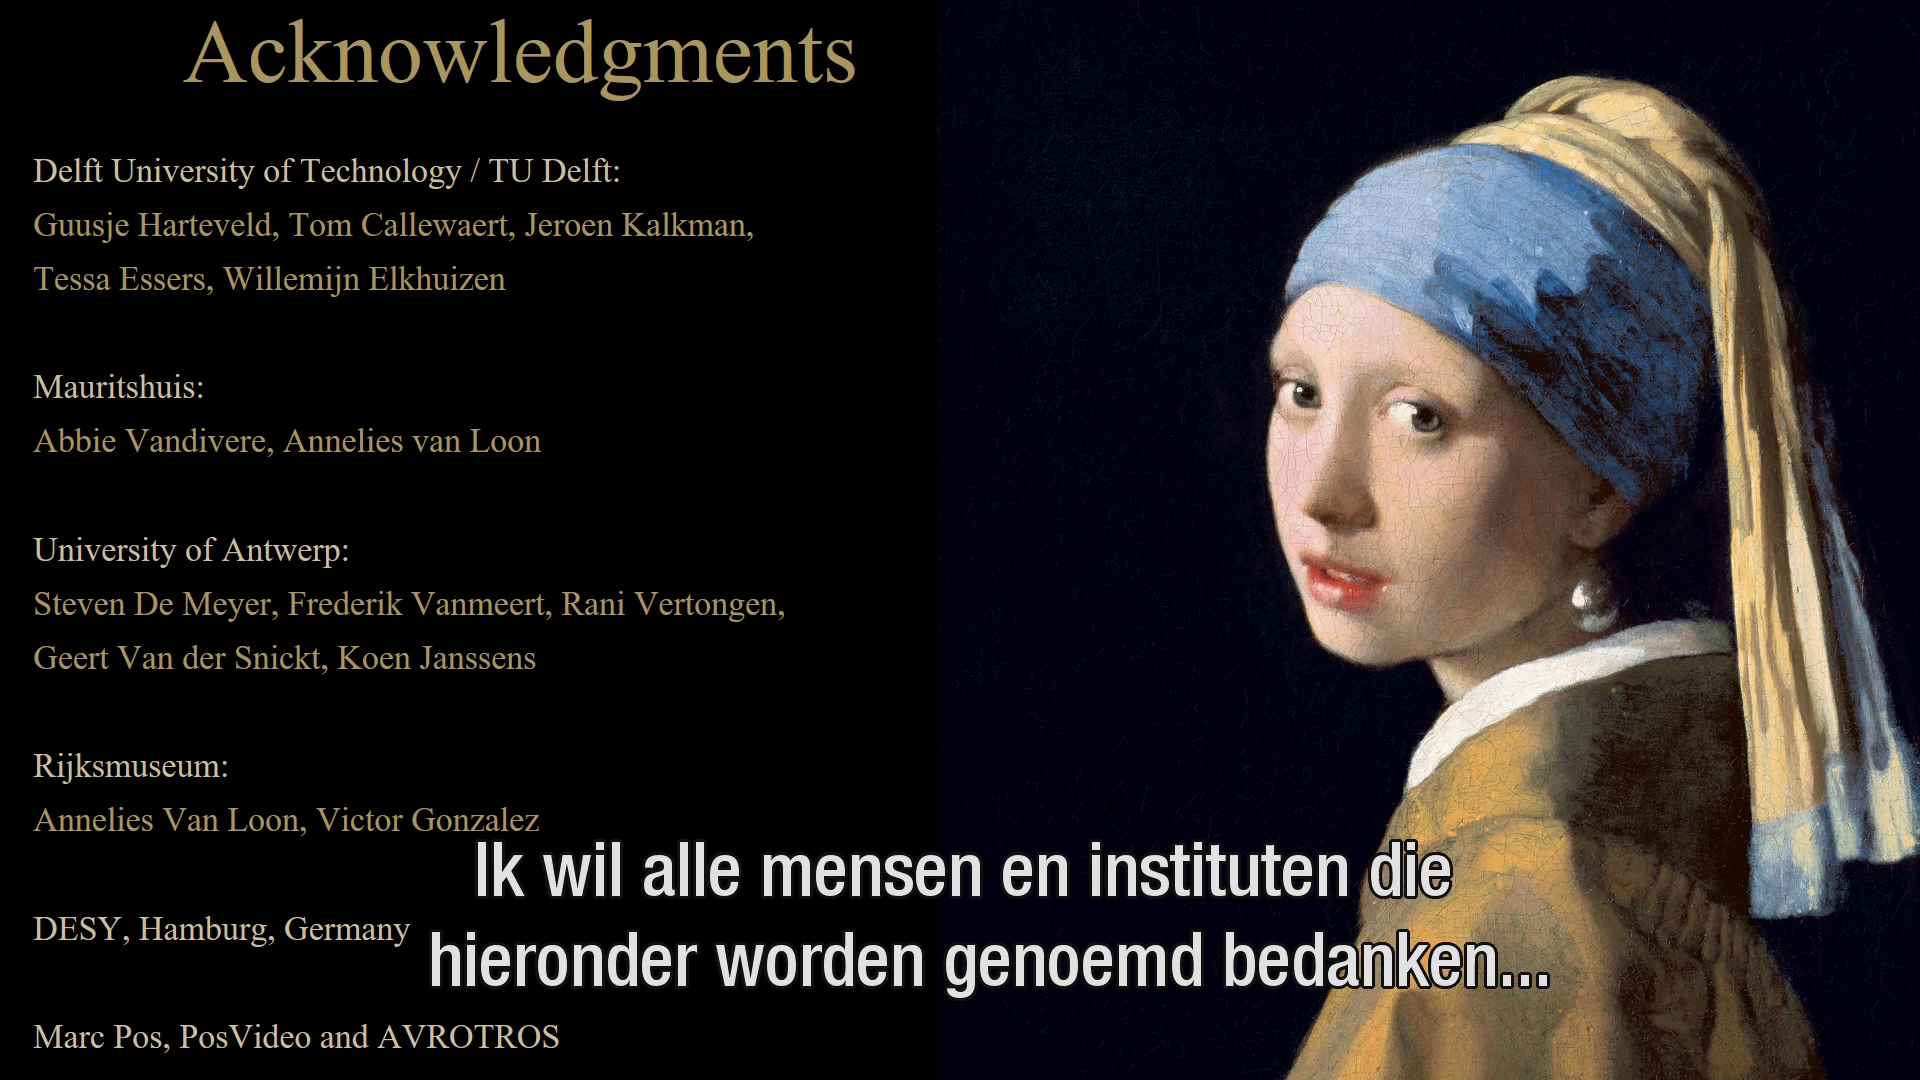 Acknowledgments
Delft University of Technology / TU Delft:
Guusje Harteveld, Tom Callewaert, Jeroen Kalkman,
Tessa Essers, Willemijn Elkhuizen
Mauritshuis:
Abbie Vandivere, Annelies van Loon
University of Antwerp:
Steven De Meyer, Frederik Vanmeert, Rani Vertongen,
Geert Van der Snickt, Koen Janssens
Rijksmuseum:
Annelies Van Loon, Victor Gonzalez
DESY, Hamburg, Germany
Marc Pos, PosVideo and AVROTROS
Ik wil alle mensen en instituten die
hieronder worden genoemd bedanken...